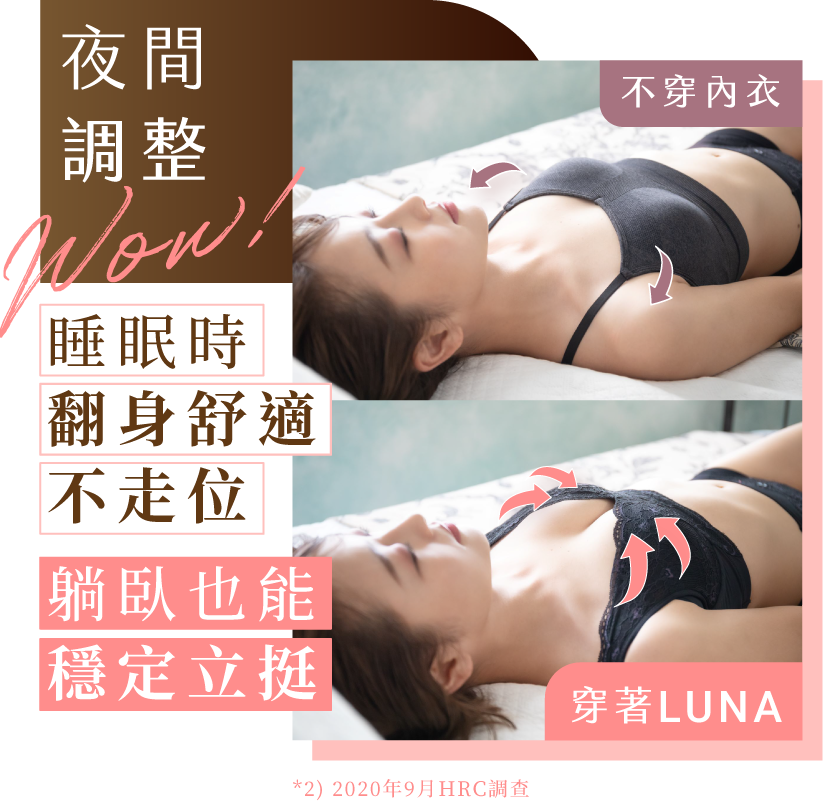 夜間
調整
Wow!
不穿內衣
睡眠時
翻身舒適
不走位
躺臥也能
穩定立挺
穿著LUNA
*2) 2020年9月HRC調查